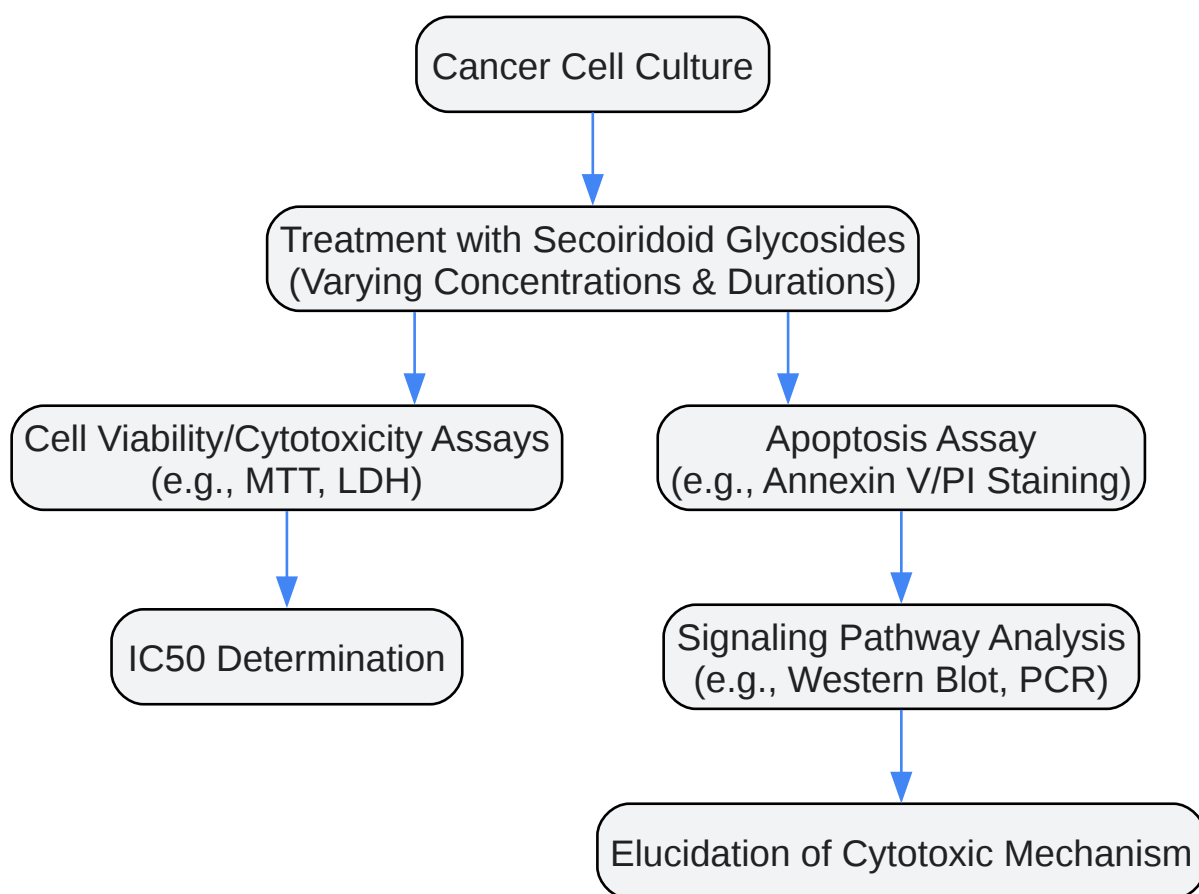 Cancer Cell Culture
Treatment with Secoiridoid Glycosides
(Varying Concentrations & Durations)
Cell Viability/Cytotoxicity Assays
(e.g., MTT, LDH)
Apoptosis Assay
(e.g., Annexin V/PI Staining)
IC50 Determination
Signaling Pathway Analysis
(e.g., Western Blot, PCR)
Elucidation of Cytotoxic Mechanism